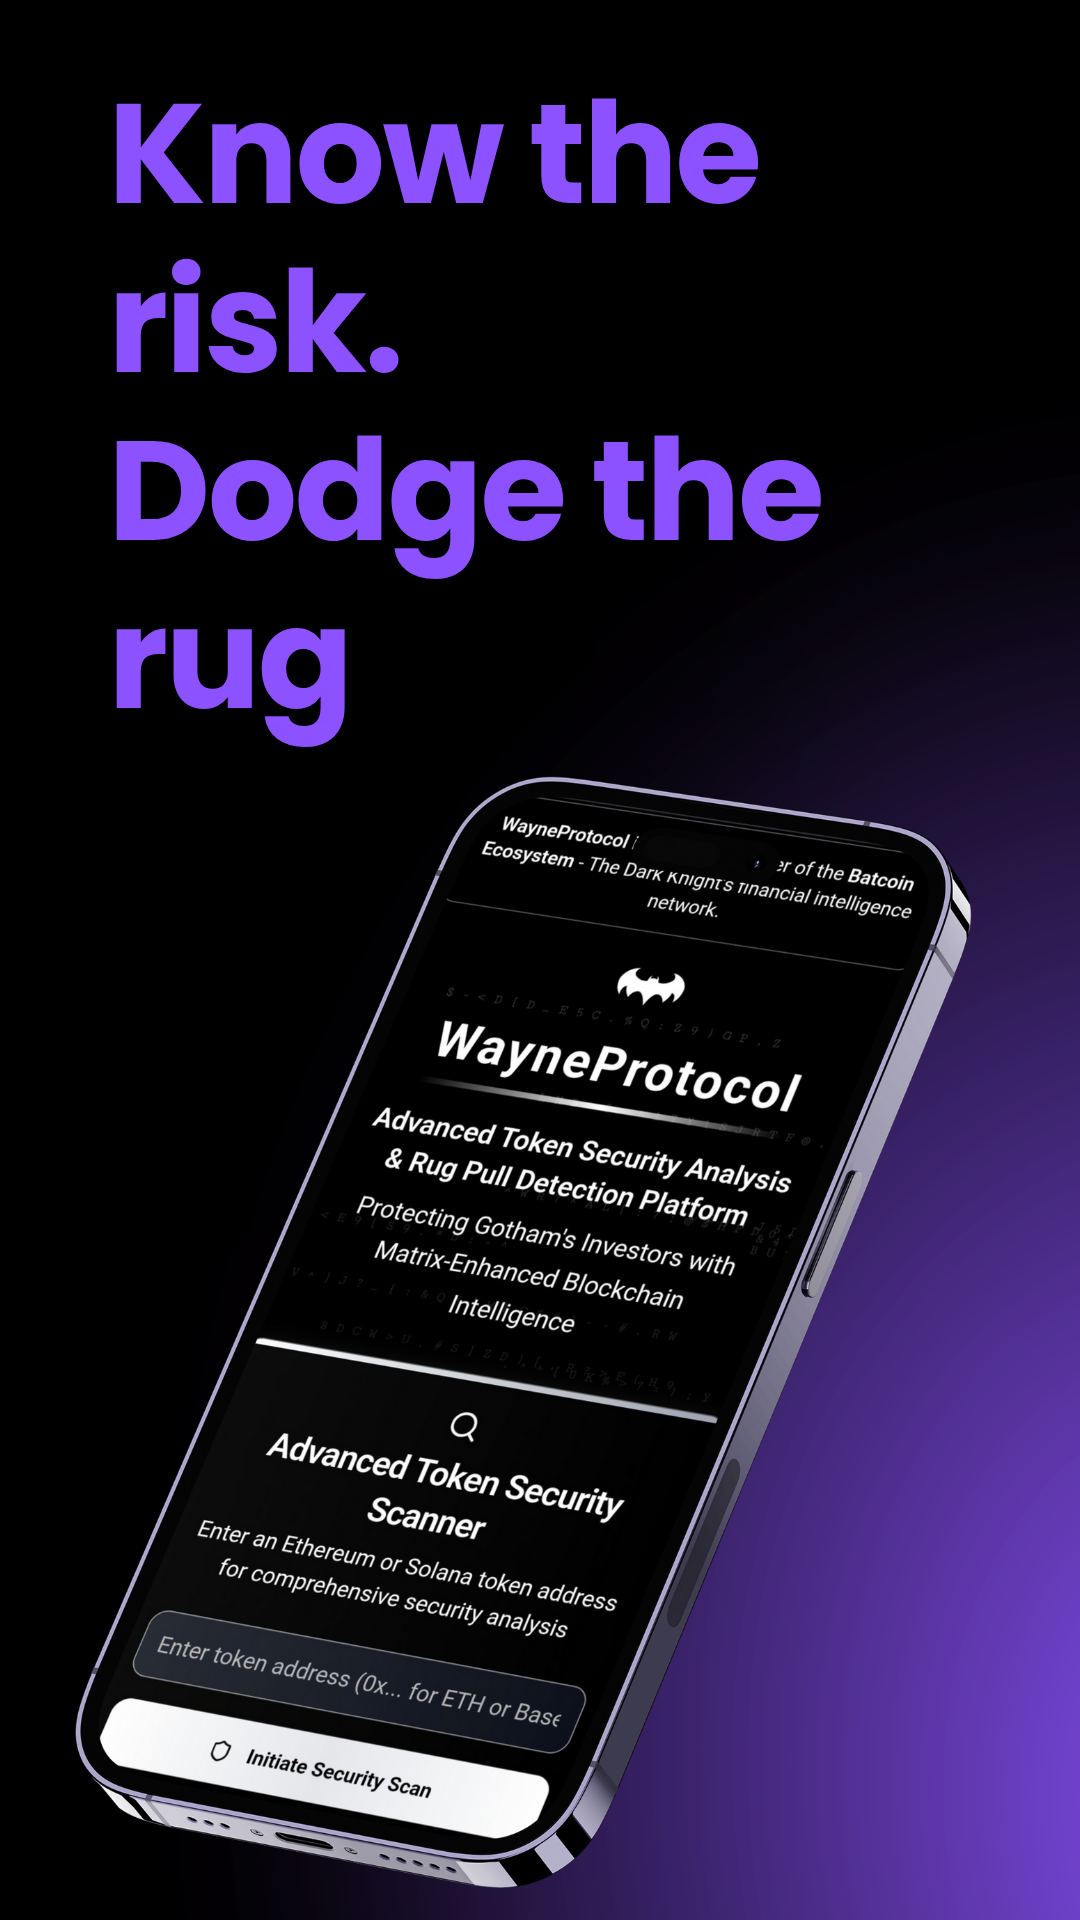 Know the
risk.
Dodge the
rug
WayneProtocol er of the Batcoin
Ecosystem - The Dark Knight's financial intelligence
network.
WayneProtocol
Advanced Token Security Analysis
& Rug Pull Detection Platform
Protecting Gotham's Investors with
Matrix-Enhanced Blockchain
Intelligence
Advanced Token Security
Scanner
Enter an Ethereum or Solana token address
for comprehensive security analysis
Enter token address (0x... for ETH or Base
Initiate Security Scan